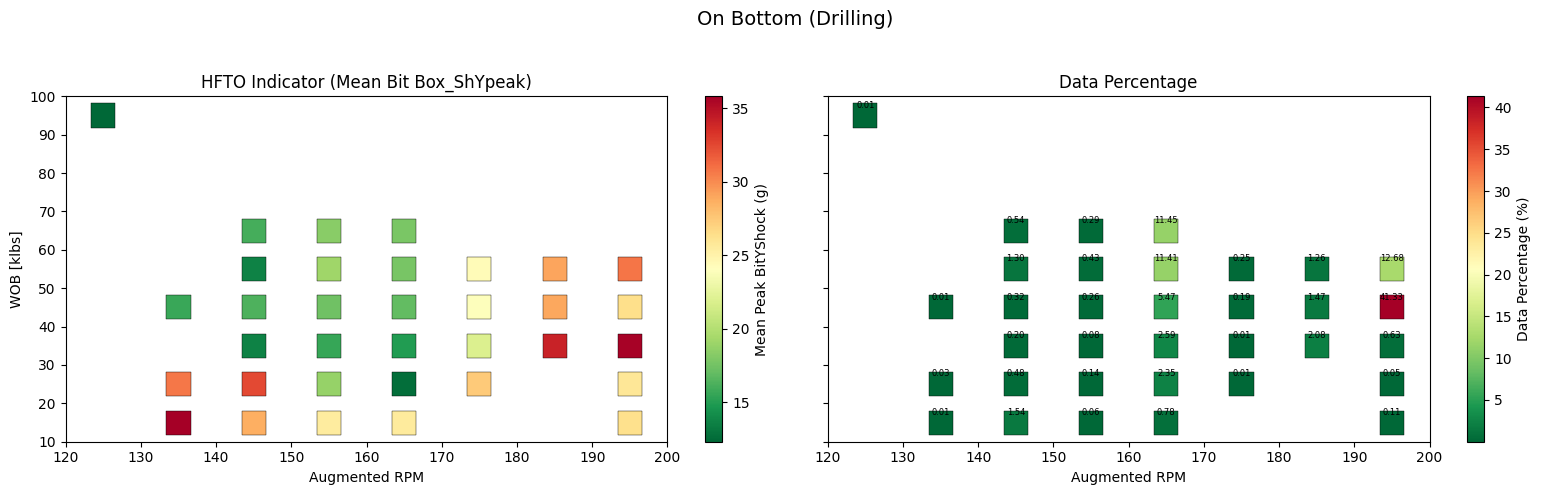 On Bottom (Drilling)
HFTO Indicator (Mean Bit Box_ShYpeak)
WOB [klbs]
100
90
80
70
60
50
40
30
20
10
120 130 140 150 160 170 180 190 200
Augmented RPM
35
30
25
20
15
Mean Peak BitYShock (g)
Data Percentage
0.01
0.54 0.29 11.45
1.30 0.43 11.41 0.25 1.26 12.68
0.01 0.32 0.26 5.47 0.19 1.47 41.33
0.20 0.08 2.59 0.01 2.08 0.63
0.03 0.48 0.14 2.35 0.01 0.05
0.01 1.54 0.06 0.78 0.11
120 130 140 150 160 170 180 190 200
Augmented RPM
40
35
30
25
20
15
10
5
Data Percentage (%)